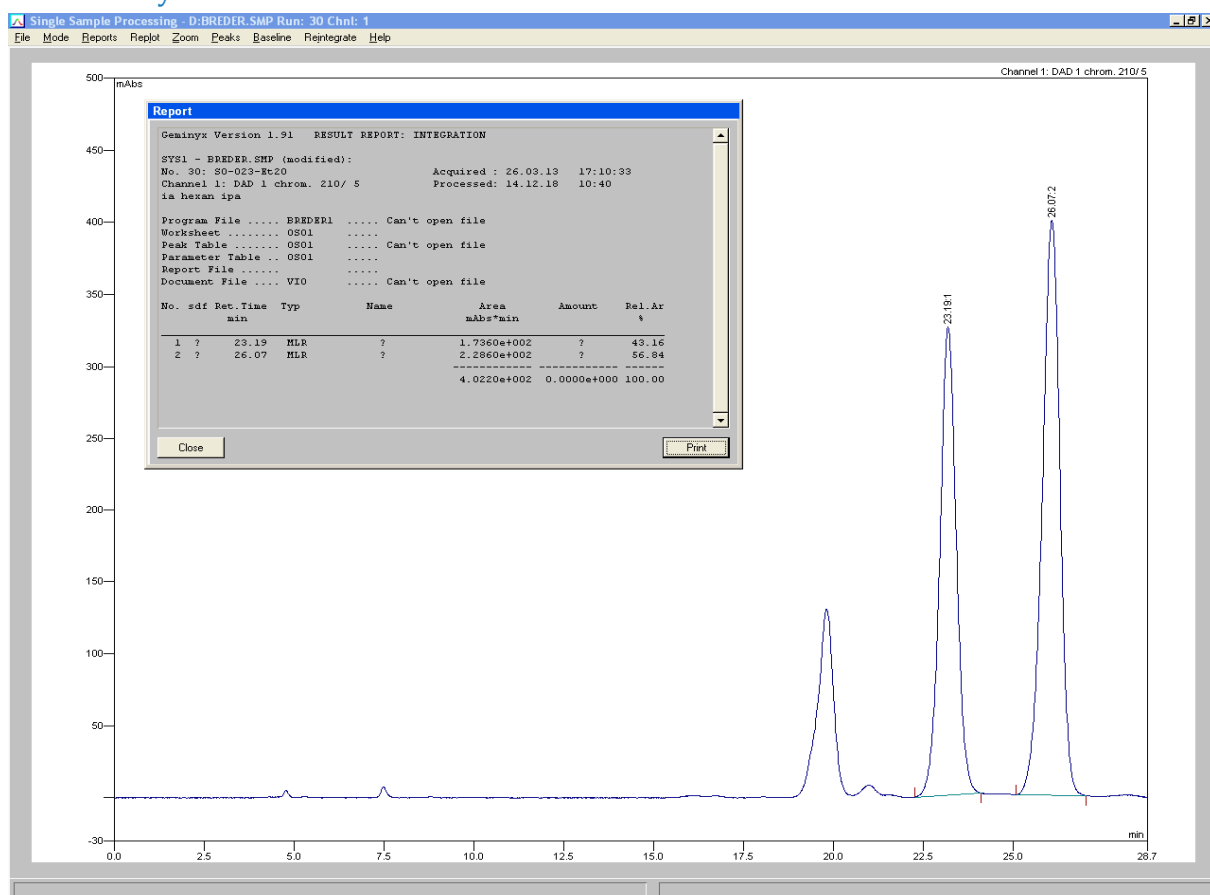 Single Sample Processing - D:BREDER.SMP Run: 30 Chnl: 1
File Mode Reports Replot Zoom Peaks Baseline Reintegrate Help
Channel 1: DAD 1 chrom. 210/ 5
500
mAbs
450
400
350
300
250
200
150
100
50
-30
Report
Geminyx Version 1.91 RESULT REPORT: INTEGRATION
SYS1 - BREDER.SMP (modified):
No. 30: SO-023-Et20 Acquired : 26.03.13 17:10:33
Channel 1: DAD 1 chrom. 210/ 5 Processed: 14.12.18 10:40
ia hexan ipa
Program File ..... BREDER1 ..... Can't open file
Worksheet ........ OS01 .....
Peak Table ....... OS01 ..... Can't open file
Parameter Table .. OS01 .....
Report File ...... .....
Document File .... VIO ..... Can't open file
No. sdf Ret.Time Typ Name Area Amount Rel.Ar
min mAbs*min %
1 ? 23.19 MLR ? 1.7360e+002 ? 43.16
2 ? 26.07 MLR ? 2.2860e+002 ? 56.84
4.0220e+002 0.0000e+000 100.00
Close Print
23.19:1
26.07:2
min
0.0 2.5 5.0 7.5 10.0 12.5 15.0 17.5 20.0 22.5 25.0 28.7